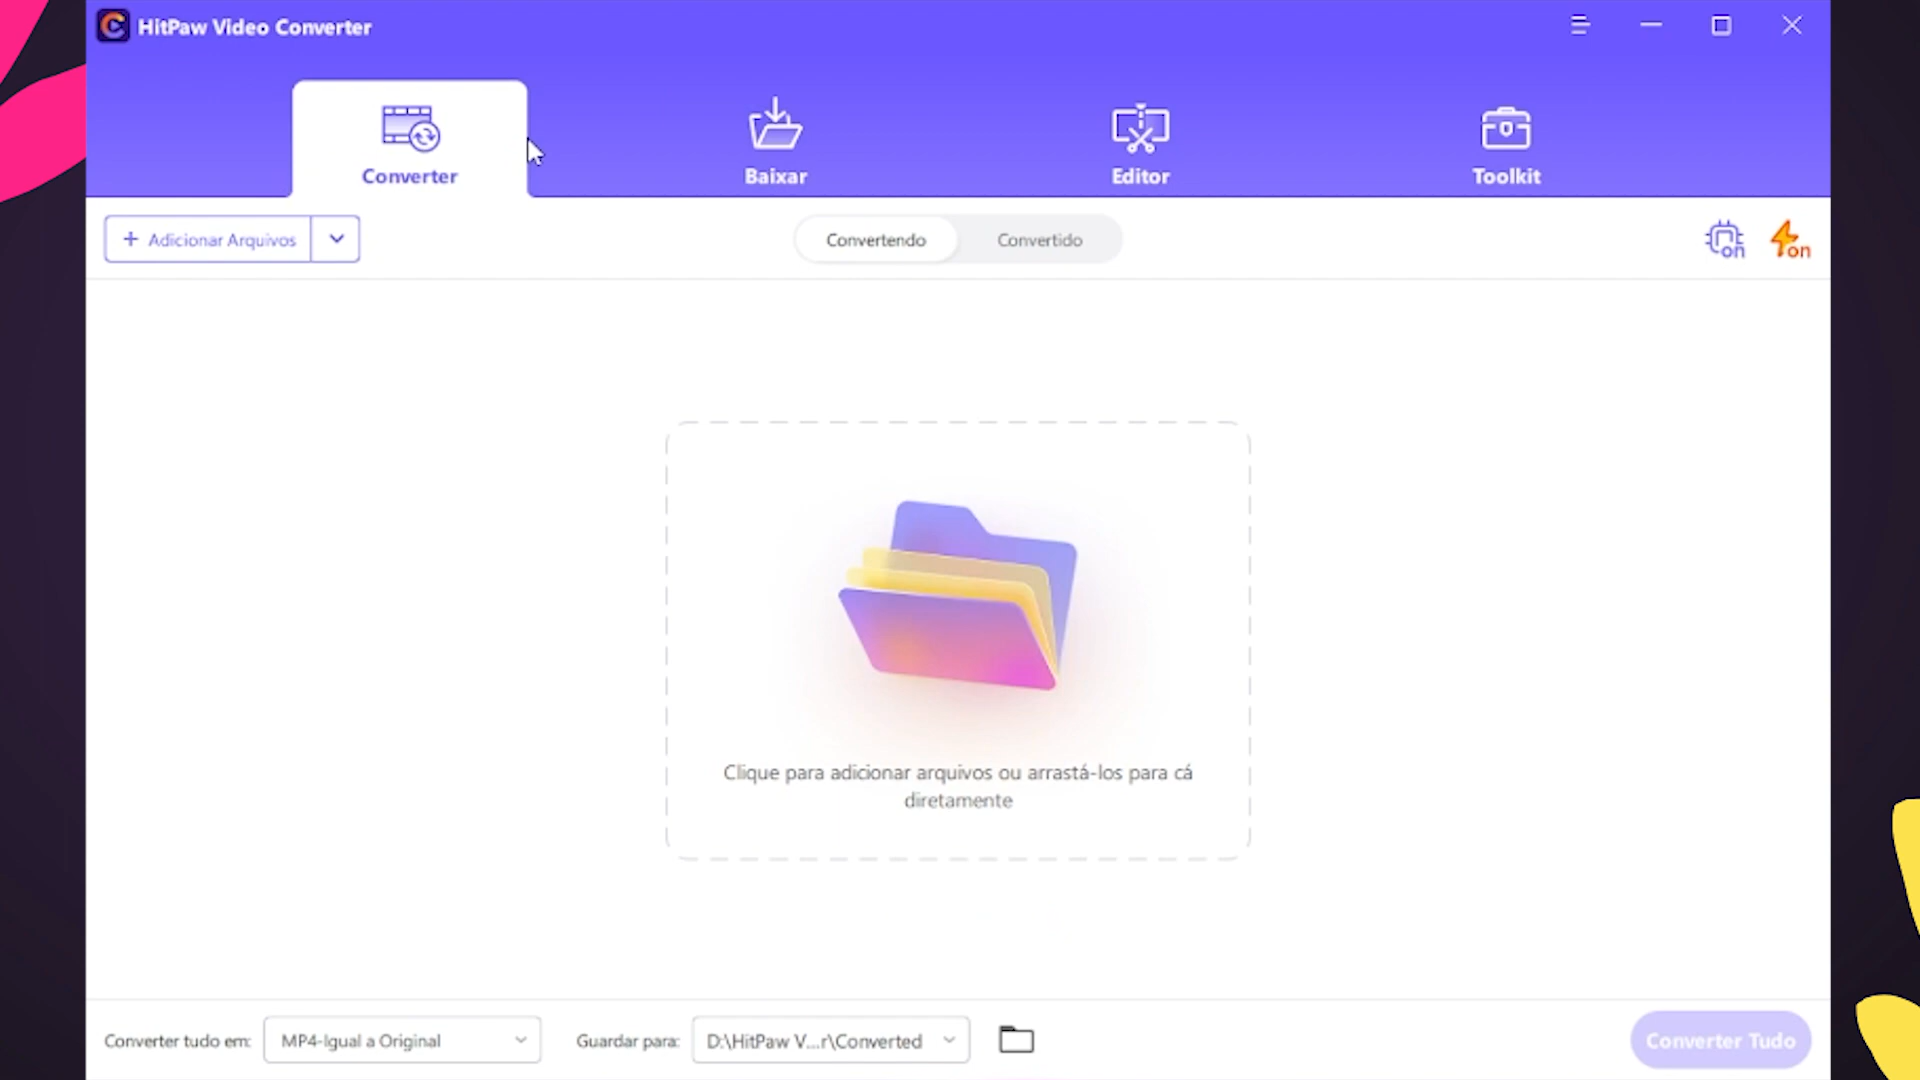 HitPaw Video Converter
Converter
Baixar
Editor
Toolkit
+ Adicionar Arquivos
Convertendo
Convertido
on
on
Clique para adicionar arquivos ou arrastá-los para cá
diretamente
Converter tudo em:
MP4-Igual a Original
Guardar para:
D:\HitPaw V...r\Converted
Converter Tudo